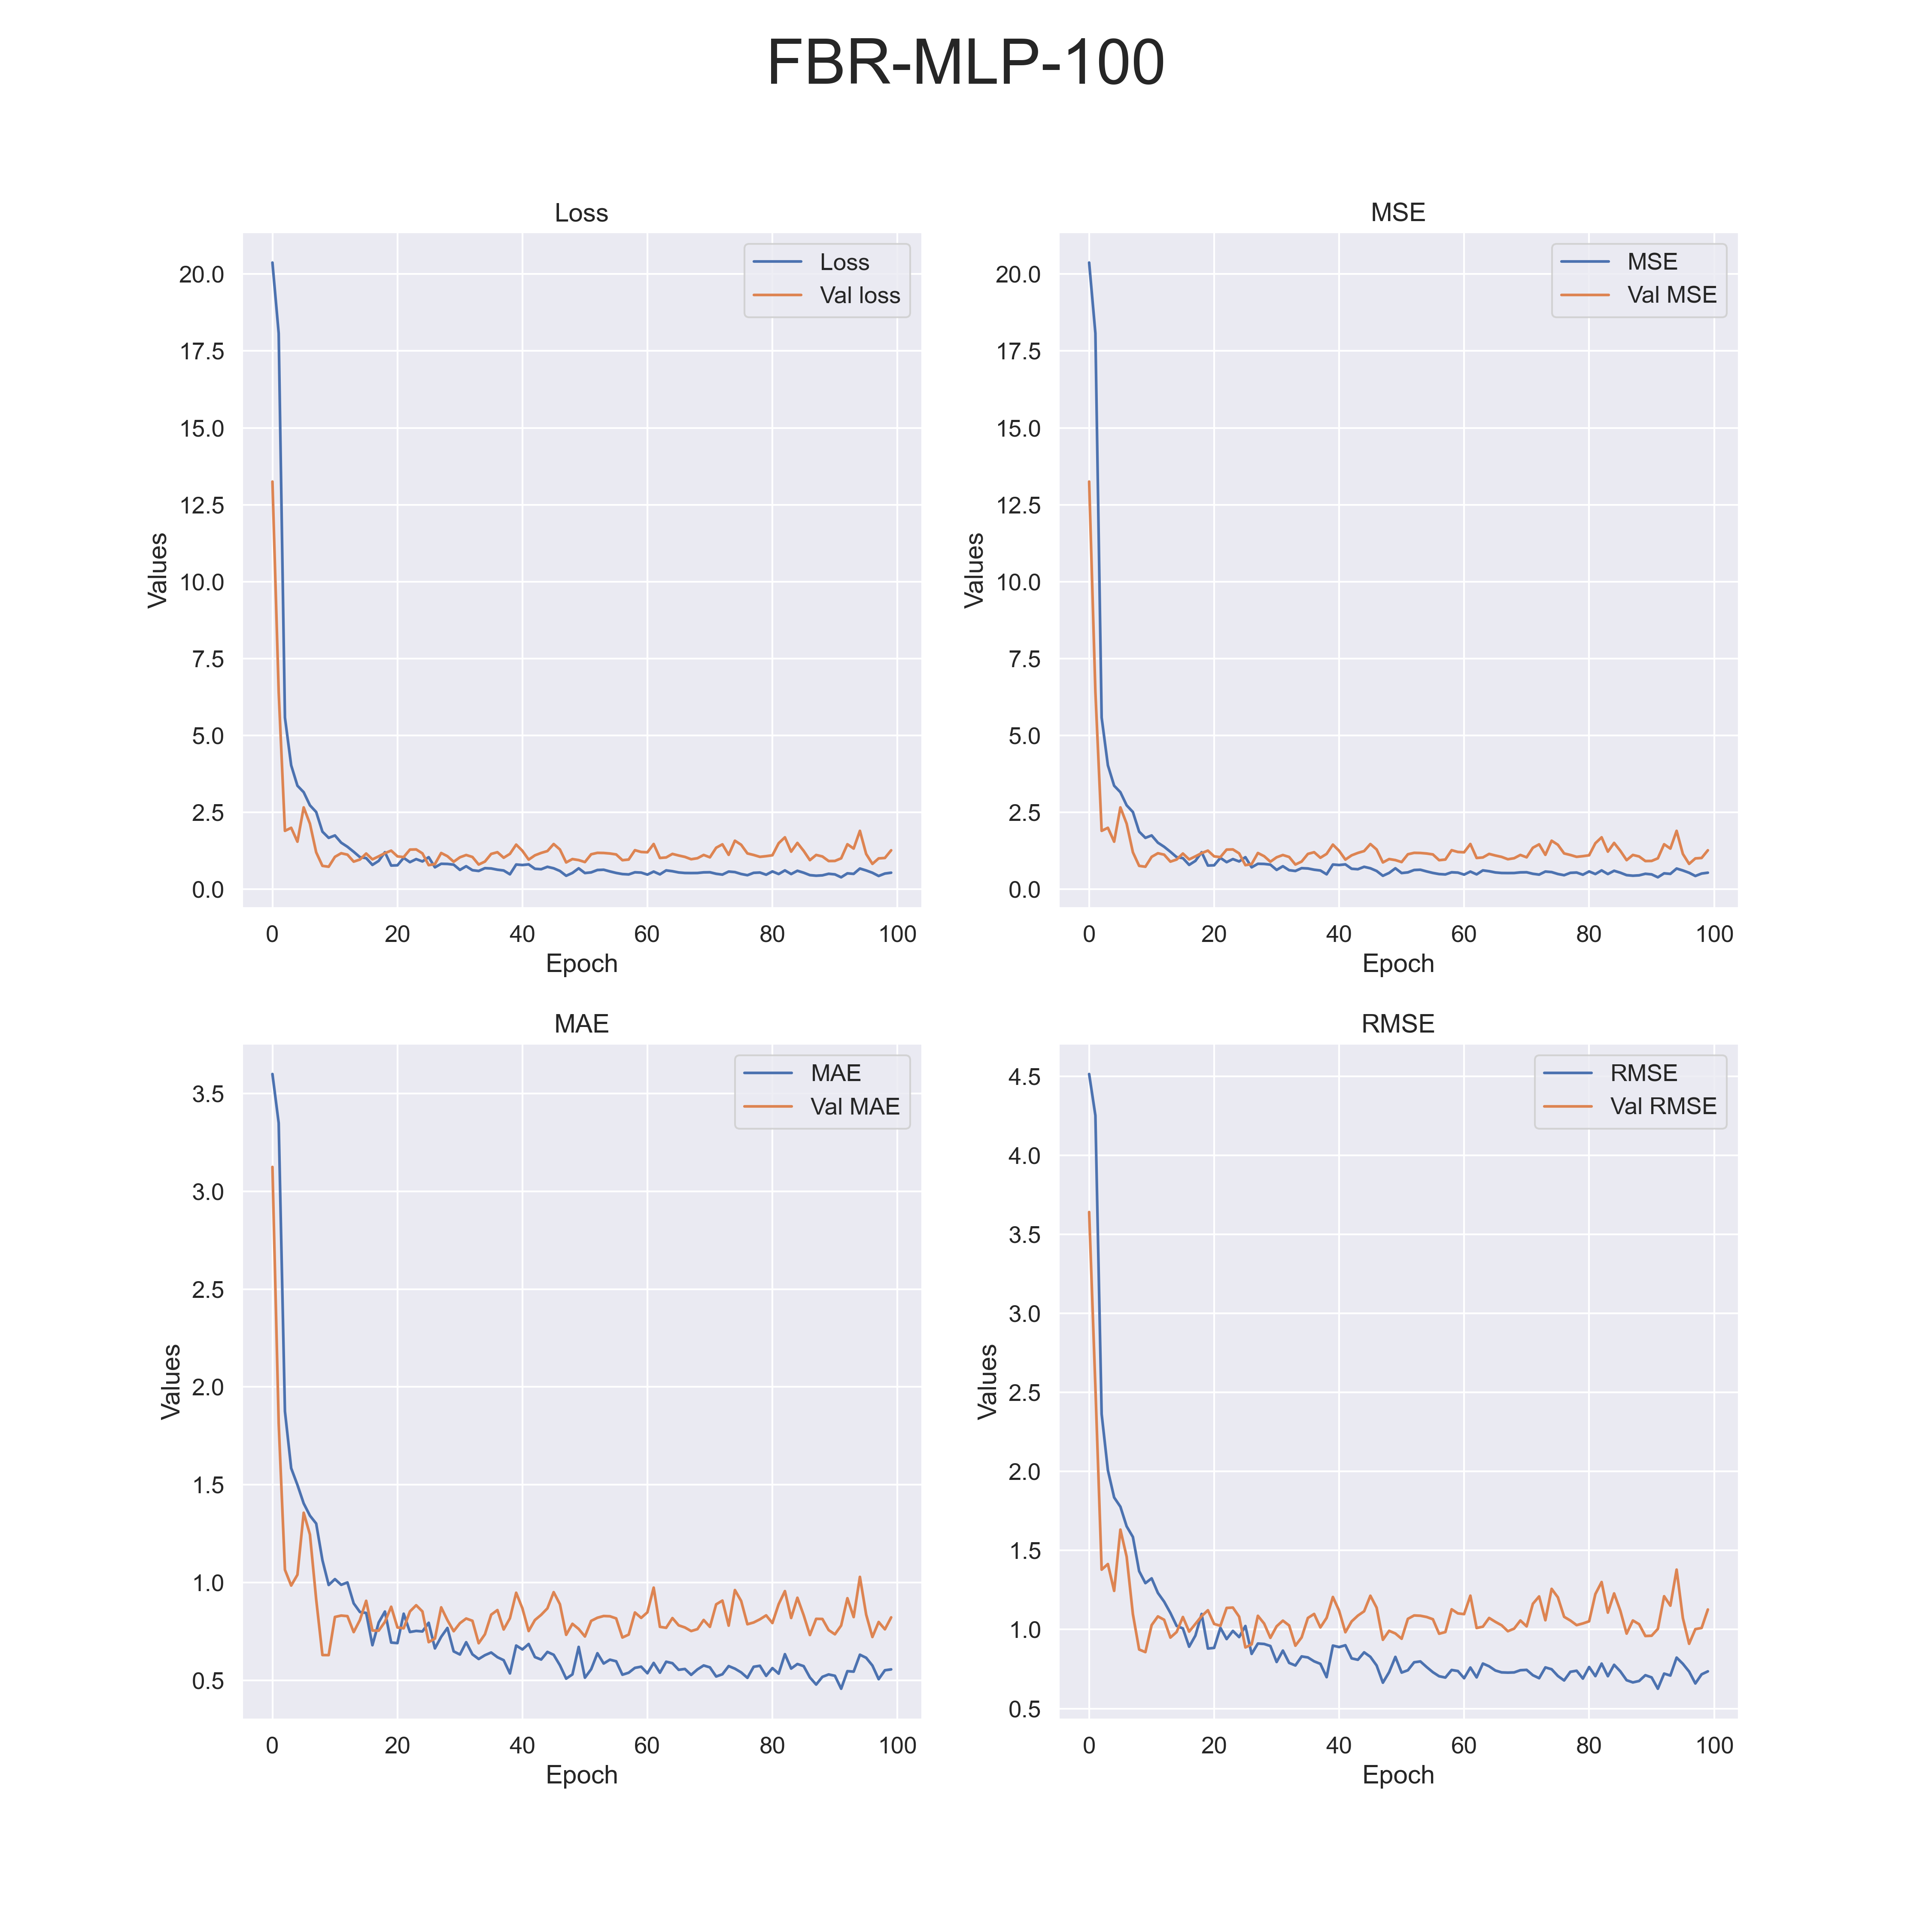 FBR-MLP-100
Loss
Loss
Val loss
20.0
17.5
15.0
12.5
10.0
7.5
5.0
2.5
0.0
Values
0 20 40 60 80 100
Epoch
MSE
MSE
Val MSE
20.0
17.5
15.0
12.5
10.0
7.5
5.0
2.5
0.0
Values
0 20 40 60 80 100
Epoch
MAE
MAE
Val MAE
3.5
3.0
2.5
2.0
1.5
1.0
0.5
Values
0 20 40 60 80 100
Epoch
RMSE
RMSE
Val RMSE
4.5
4.0
3.5
3.0
2.5
2.0
1.5
1.0
0.5
Values
0 20 40 60 80 100
Epoch